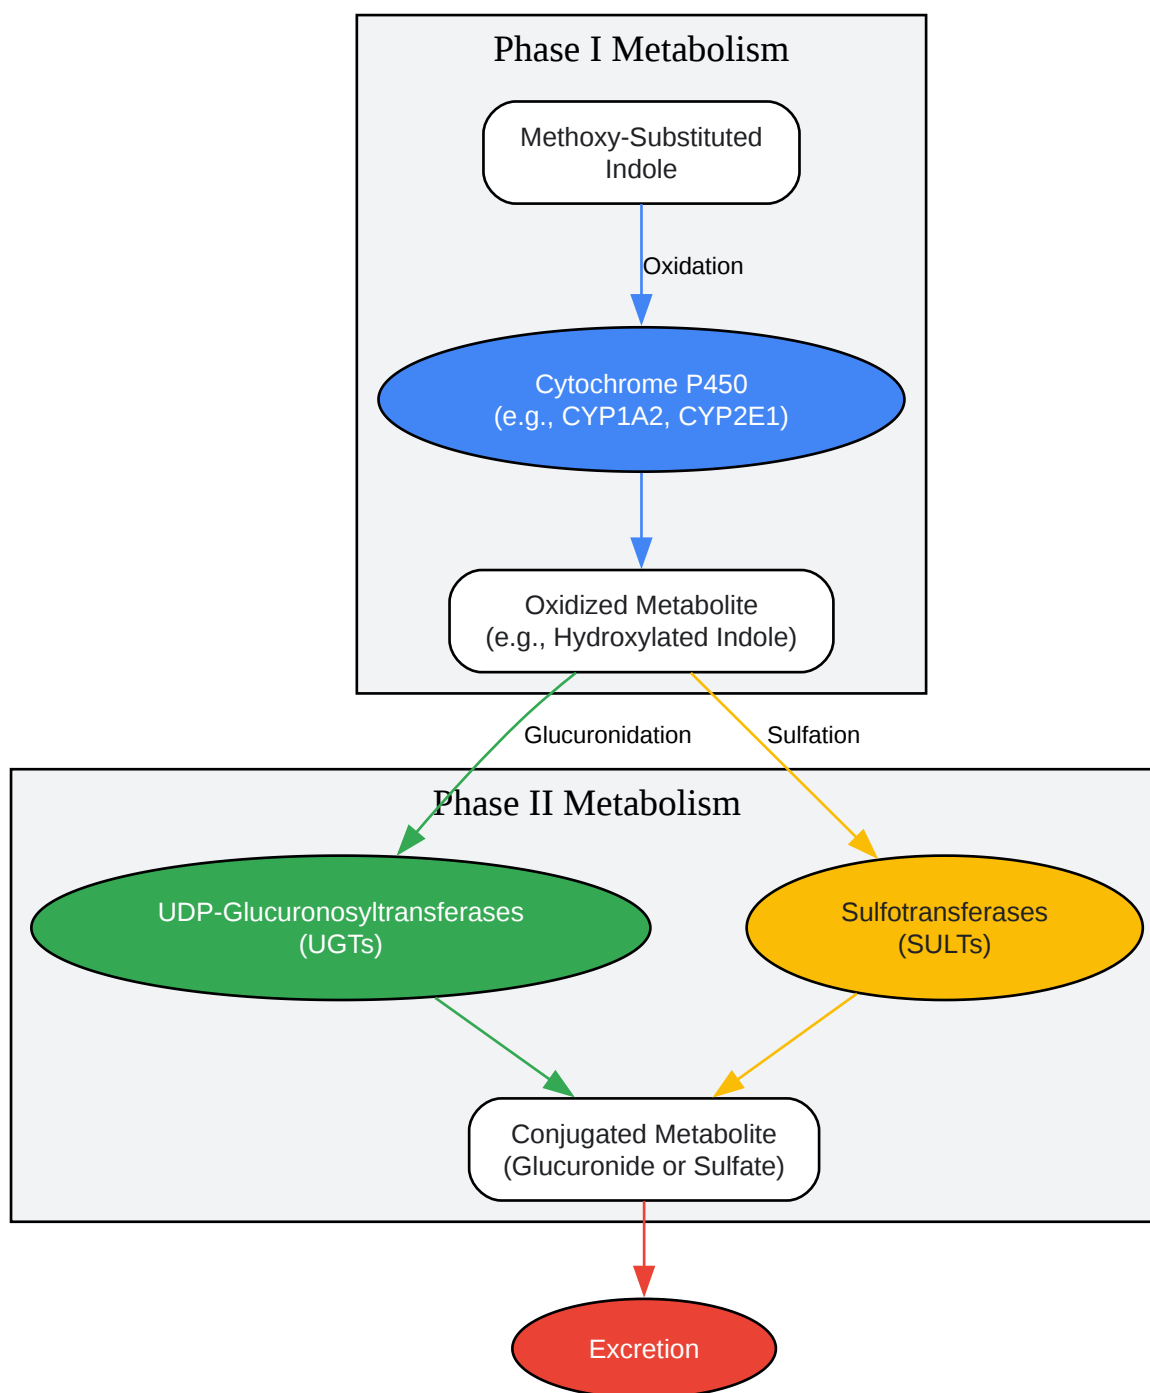 Phase I Metabolism
Methoxy-Substituted
Indole
Oxidation
Cytochrome P450
(e.g., CYP1A2, CYP2E1)
Oxidized Metabolite
(e.g., Hydroxylated Indole)
Glucuronidation
Sulfation
Phase II Metabolism
UDP-Glucuronosyltransferases
(UGTs)
Sulfotransferases
(SULTs)
Conjugated Metabolite
(Glucuronide or Sulfate)
Excretion